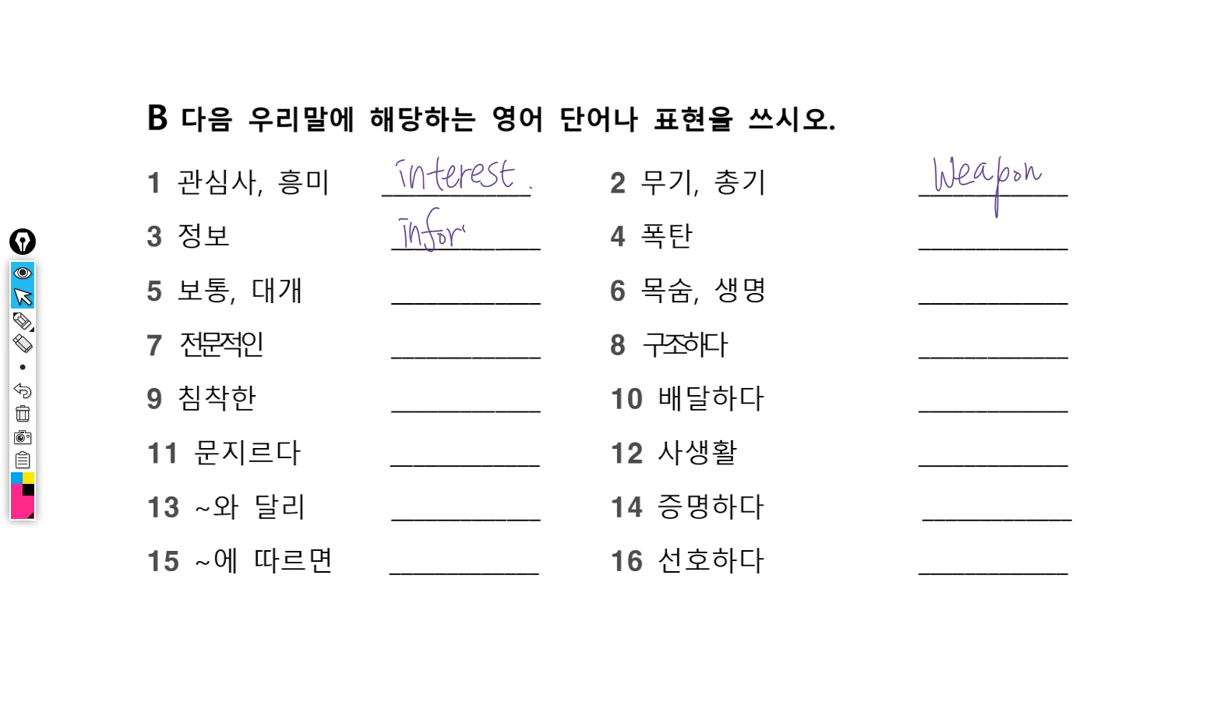 B 다음 우리말에 해당하는 영어 단어나 표현을 쓰시오.
1 관심사, 흥미 interest. 2 무기, 총기 weapon
3 정보 infor 4 폭탄
5 보통, 대개 6 목숨, 생명
7 전문적인 8 구조하다
9 침착한 10 배달하다
11 문지르다 12 사생활
13 ~와 달리 14 증명하다
15 ~에 따르면 16 선호하다